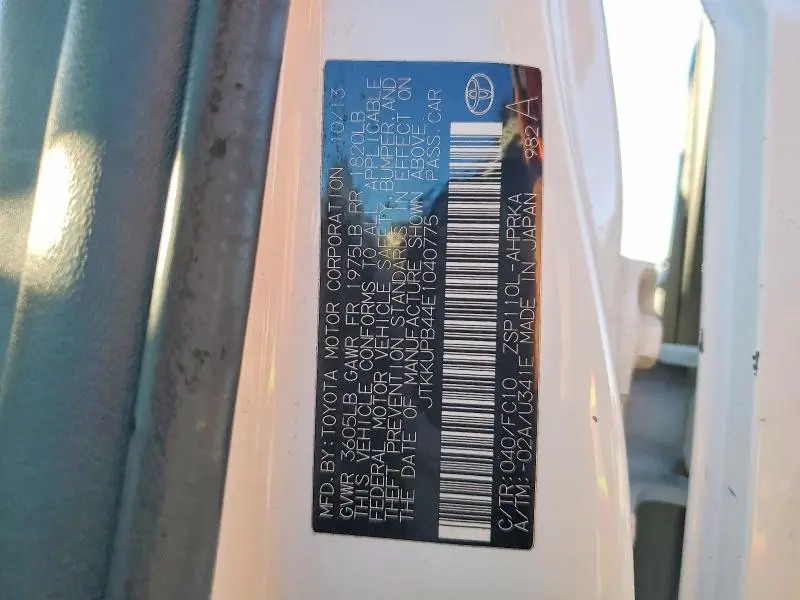 MFD. BY: TOYOTA MOTOR CORPORATION 10/13
GVWR 3605LB GAWR FR 1975LB RR 1820LB
THIS VEHICLE CONFORMS TO ALL APPLICABLE
FEDERAL MOTOR VEHICLE SAFETY, BUMPER, AND
THEFT PREVENTION STANDARDS IN EFFECT ON
THE DATE OF MANUFACTURE SHOWN ABOVE.
JTKKUPB44E1040775 PASS. CAR
C/TR: 040/FC10 ZSP110L-AHPRKA
A/TM: -02A/U341E MADE IN JAPAN 982 A